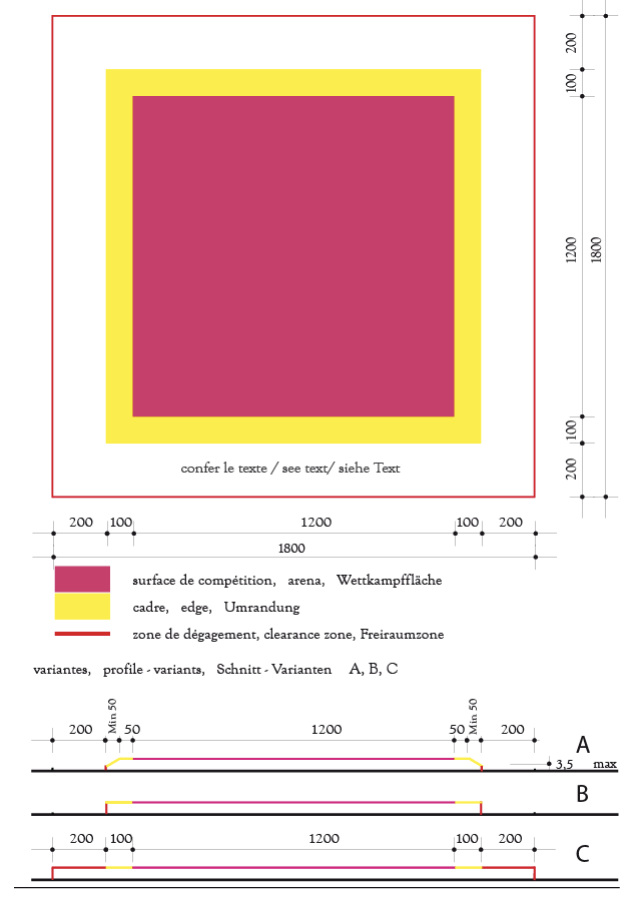 200
100
1200
1800
100
200
confer le texte / see text/ siehe Text
200 100 1200 100 200
1800
surface de compétition, arena, Wettkampffläche
cadre, edge, Umrandung
zone de dégagement, clearance zone, Freiraumzone
variantes, profile - variants, Schnitt - Varianten A, B, C
200 Min 50 50 1200 50 Min 50 200
A
3,5 max
B
200 100 1200 100 200
C